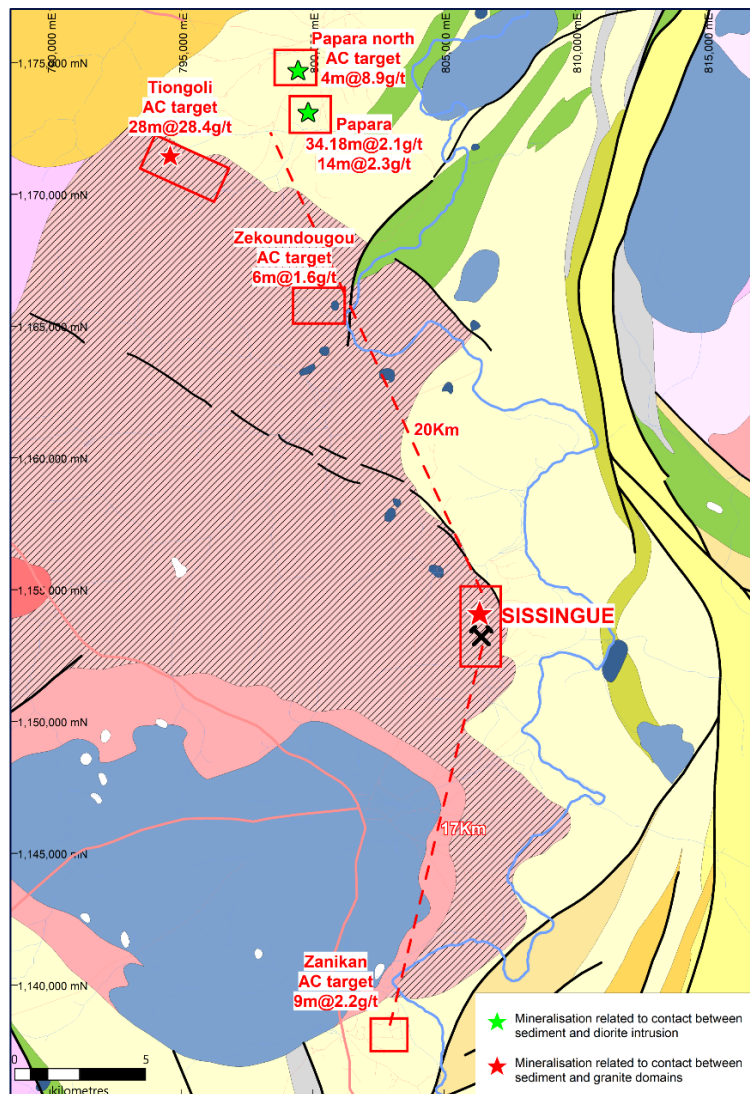 790,000 mE
795,000 mE
805,000 mE
810,000 mE
815,000 mE
1,175,000 mN
Papara north
AC target
4m@8.9g/t
Tiongoli
AC target
28m@28.4g/t
Papara
34.18m@2.1g/t
14m@2.3g/t
1,170,000 mN
Zekoundougou
AC target
6m@1.6g/t
1,165,000 mN
20Km
1,160,000 mN
1,155,000 mN
SISSINGUE
1,150,000 mN
17Km
1,145,000 mN
Zanikan
AC target
9m@2.2g/t
1,140,000 mN
Mineralisation related to contact between
sediment and diorite intrusion
Mineralisation related to contact between
sediment and granite domains
0 5
kilometres